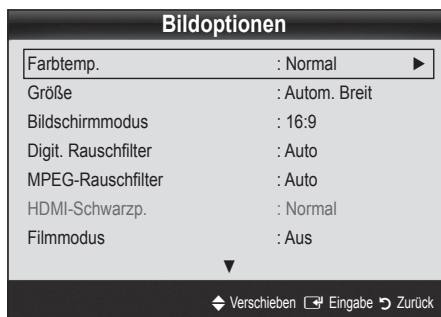 Bildoptionen
Farbtemp. : Normal ▶
Größe : Autom. Breit
Bildschirmmodus : 16:9
Digit. Rauschfilter : Auto
MPEG-Rauschfilter : Auto
HDMI-Schwarzp. : Normal
Filmmodus : Aus
▼
Verschieben Eingabe Zurück